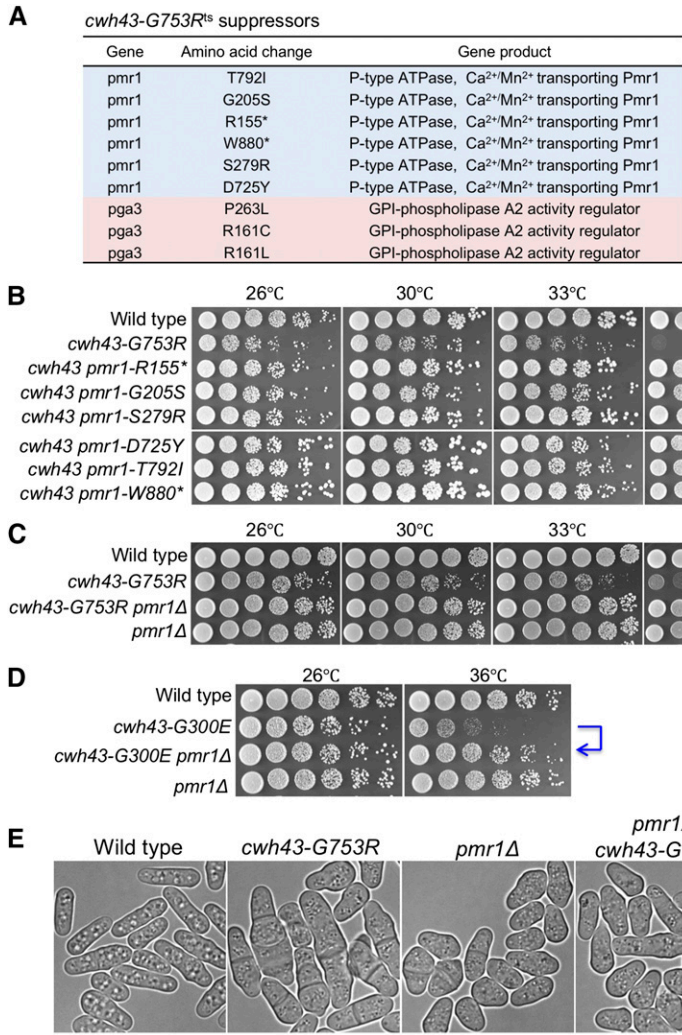 A
cwh43-G753Rᵗˢ suppressors
Gene Amino acid change Gene product
pmr1 T792I P-type ATPase, Ca²⁺/Mn²⁺ transporting Pmr1
pmr1 G205S P-type ATPase, Ca²⁺/Mn²⁺ transporting Pmr1
pmr1 R155* P-type ATPase, Ca²⁺/Mn²⁺ transporting Pmr1
pmr1 W880* P-type ATPase, Ca²⁺/Mn²⁺ transporting Pmr1
pmr1 S279R P-type ATPase, Ca²⁺/Mn²⁺ transporting Pmr1
pmr1 D725Y P-type ATPase, Ca²⁺/Mn²⁺ transporting Pmr1
pga3 P263L GPI-phospholipase A2 activity regulator
pga3 R161C GPI-phospholipase A2 activity regulator
pga3 R161L GPI-phospholipase A2 activity regulator
B
26℃ 30℃ 33℃
Wild type
cwh43-G753R
cwh43 pmr1-R155*
cwh43 pmr1-G205S
cwh43 pmr1-S279R
cwh43 pmr1-D725Y
cwh43 pmr1-T792I
cwh43 pmr1-W880*
C
26℃ 30℃ 33℃
Wild type
cwh43-G753R
cwh43-G753R pmr1Δ
pmr1Δ
D
26℃ 36℃
Wild type
cwh43-G300E
cwh43-G300E pmr1Δ
pmr1Δ
E
Wild type cwh43-G753R pmr1Δ pmr1
cwh43-G